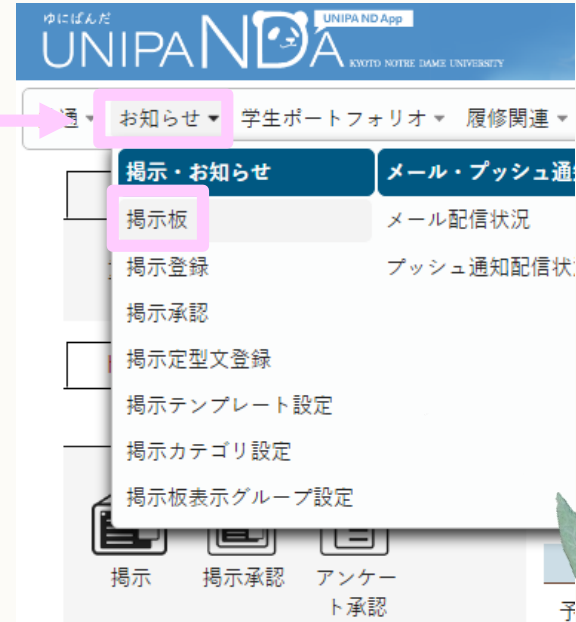 ゆにぱんだ
UNIPA ND App
UNIPANDA KYOTO NOTRE DAME UNIVERSITY
通 お知らせ 学生ポートフォリオ 履修関連
掲示・お知らせ メール・プッシュ通
掲示板 メール配信状況
掲示登録 プッシュ通知配信状
掲示承認
掲示定型文登録
掲示テンプレート設定
掲示カテゴリ設定
掲示板表示グループ設定
掲示 掲示承認 アンケー
ト承認
予